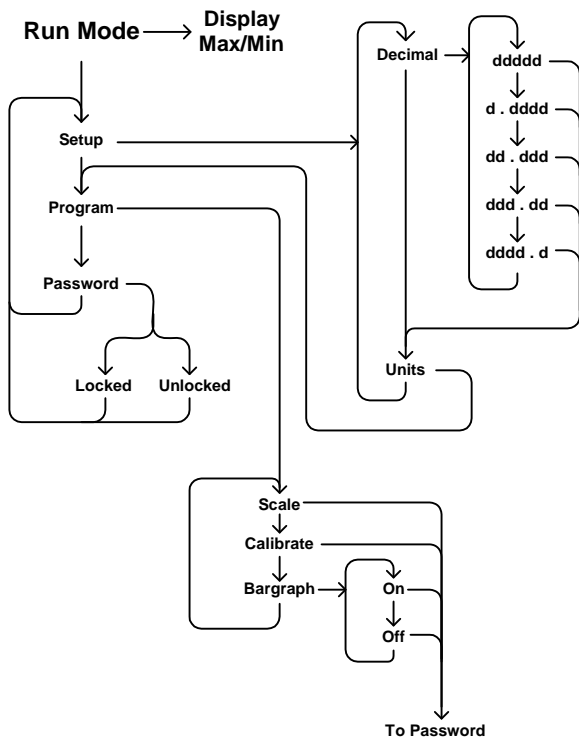 Run Mode
Display
Max/Min
Setup
Program
Password
Locked
Unlocked
Decimal
ddddd
d . dddd
dd . ddd
ddd . dd
dddd . d
Units
Scale
Calibrate
Bargraph
On
Off
To Password